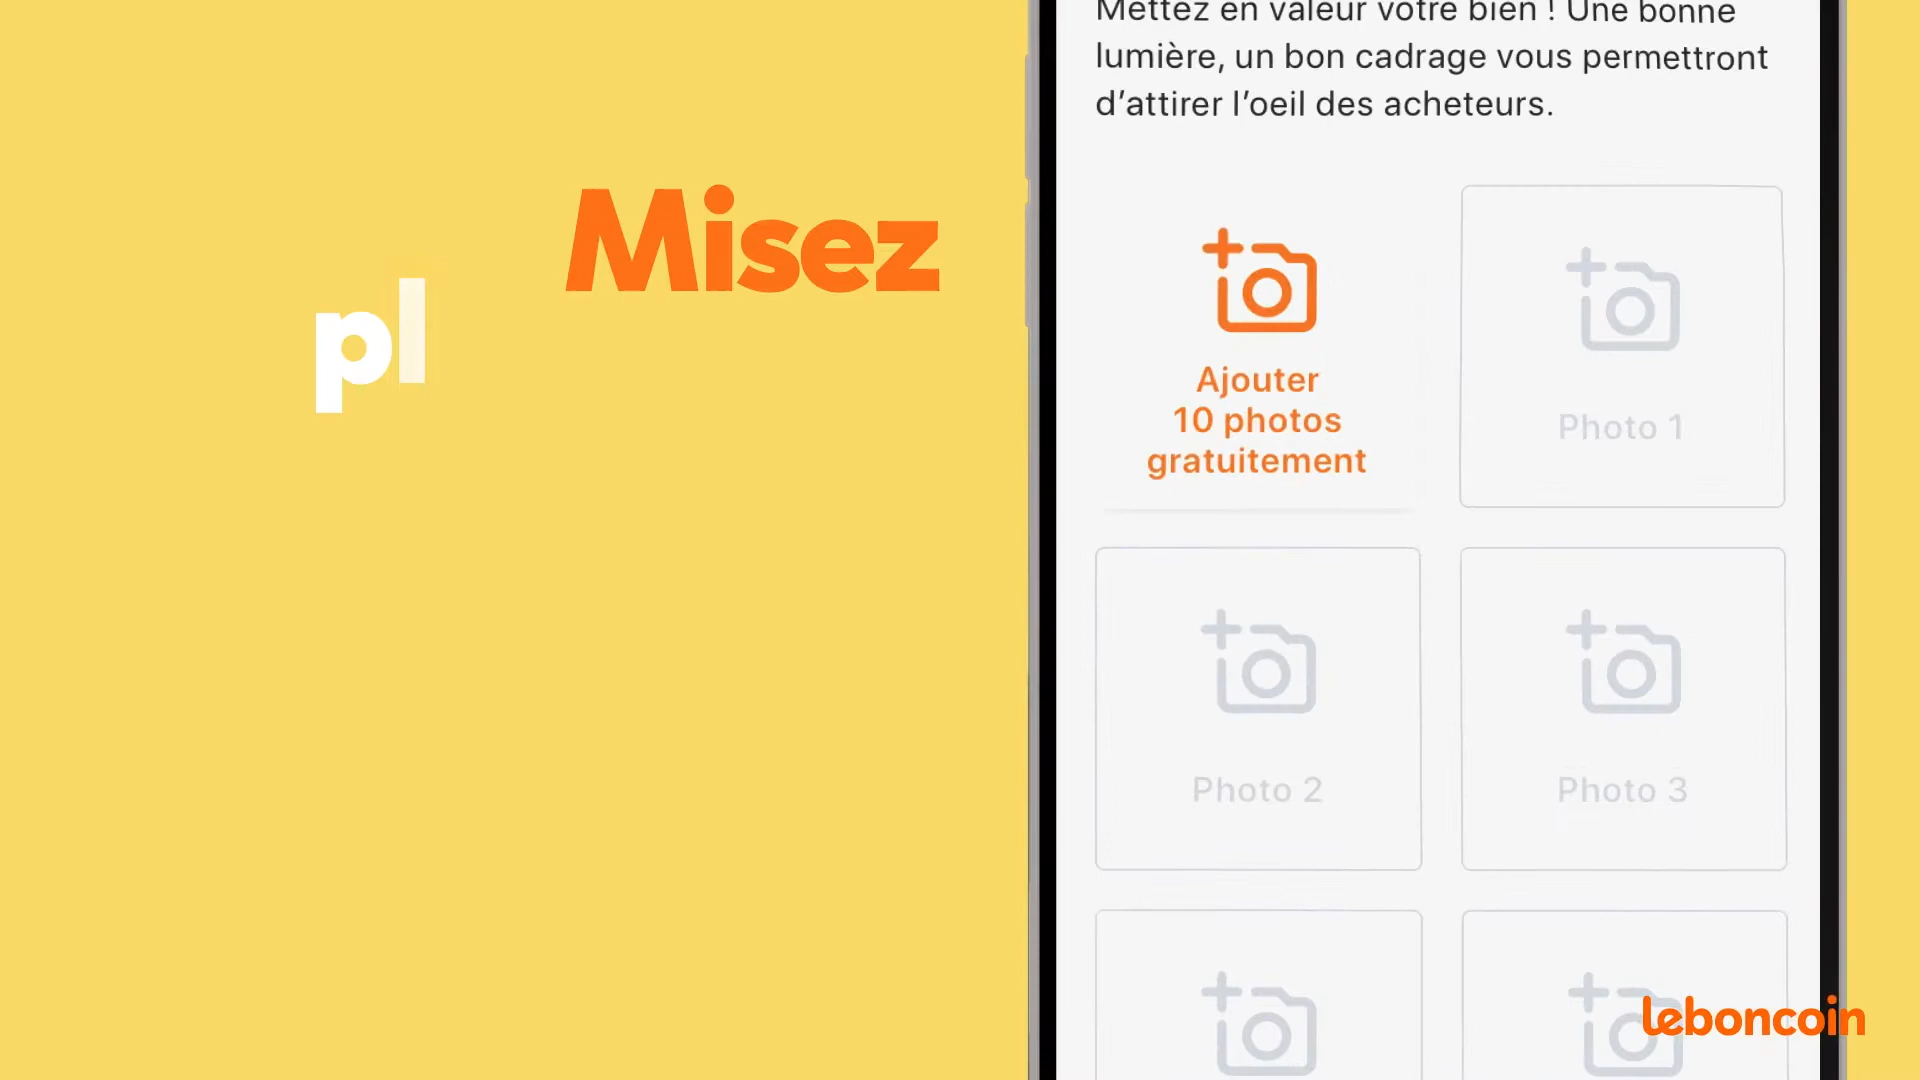 Misez
pl
Mettez en valeur votre bien ! Une bonne
lumière, un bon cadrage vous permettront
d’attirer l’oeil des acheteurs.
Ajouter
10 photos
gratuitement
Photo 1
Photo 2
Photo 3
leboncoin